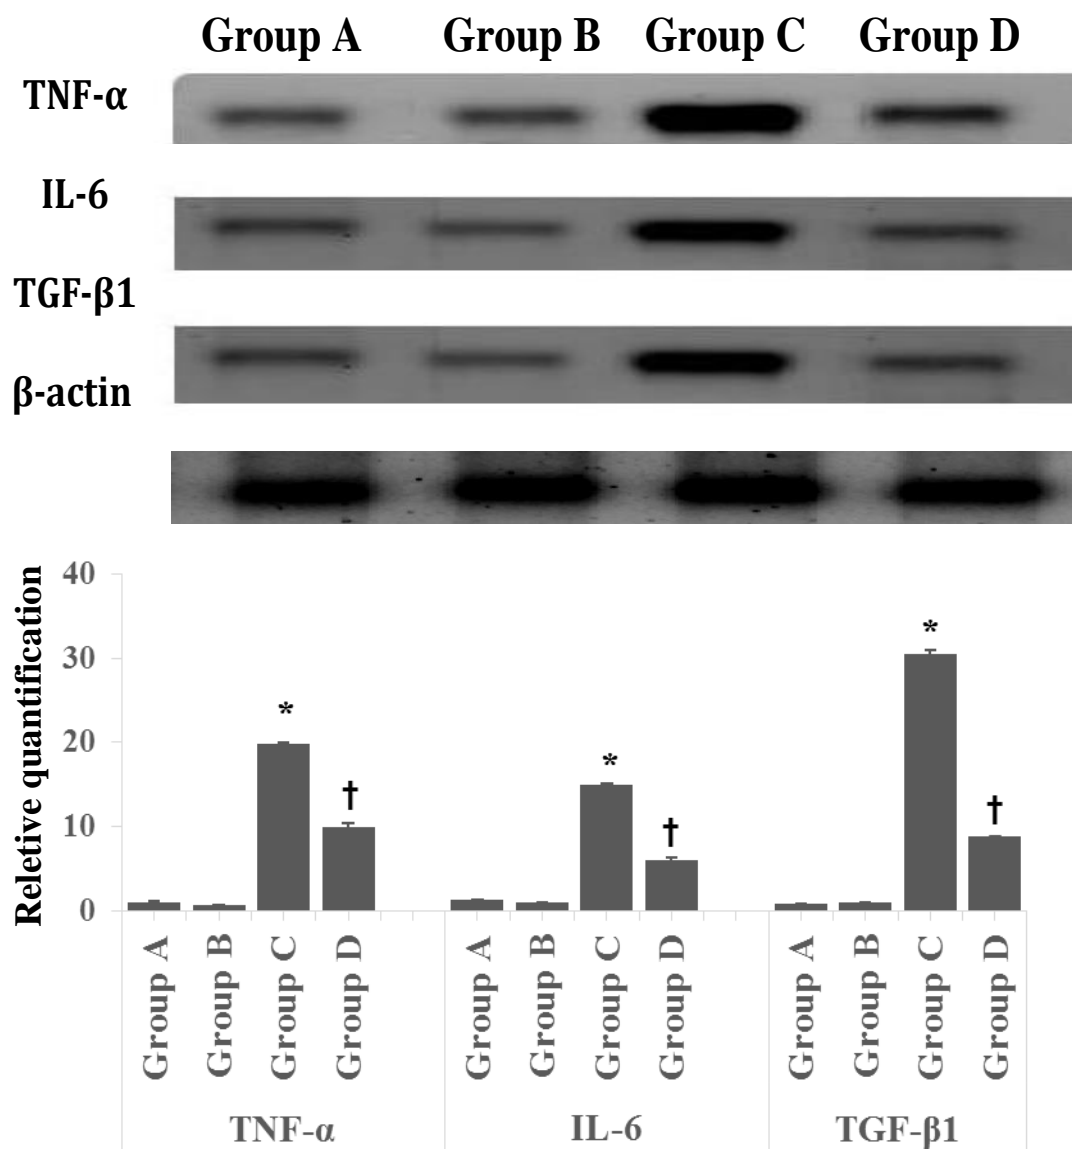 Group A Group B Group C Group D
TNF-α
IL-6
TGF-β1
β-actin
Reletive quantification
40
30
20
10
0
*
†
*
†
*
†
Group A Group B Group C Group D Group A Group B Group C Group D Group A Group B Group C Group D
TNF-α IL-6 TGF-β1